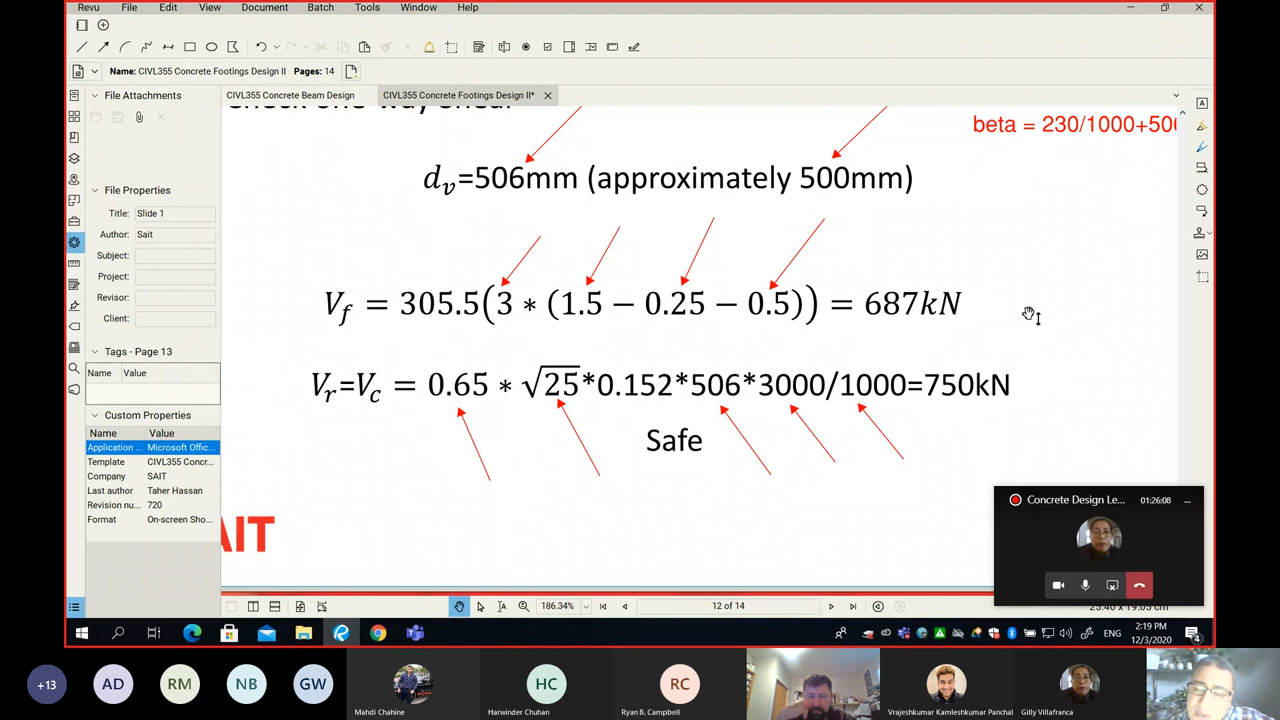 Revu File Edit View Document Batch Tools Window Help
Name: CIVL355 Concrete Footings Design II Pages: 14
File Attachments
CIVL355 Concrete Beam Design
CIVL355 Concrete Footings Design II*
beta = 230/1000+506
File Properties
Title: Slide 1
Author: Sait
Subject:
Project:
Revisor:
Client:
Tags - Page 13
Name Value
Custom Properties
Name Value
Application ... Microsoft Offic...
Template CIVL355 Concr...
Company SAIT
Last author Taher Hassan
Revision nu... 720
Format On-screen Sho...
d_v=506mm (approximately 500mm)
V_f = 305.5(3 ∗ (1.5 − 0.25 − 0.5)) = 687kN
V_r=V_c = 0.65 ∗ √25*0.152*506*3000/1000=750kN
Safe
AIT
Concrete Design Le... 01:26:08
186.34%
12 of 14
25.40 x 19.05 cm
ENG
2:19 PM
12/3/2020
4
+13
AD
RM
NB
GW
HC
RC
Mahdi Chahine
Harwinder Chuhan
Ryan B. Campbell
Vrajeshkumar Kamleshkumar Panchal
Gilly Villafranca